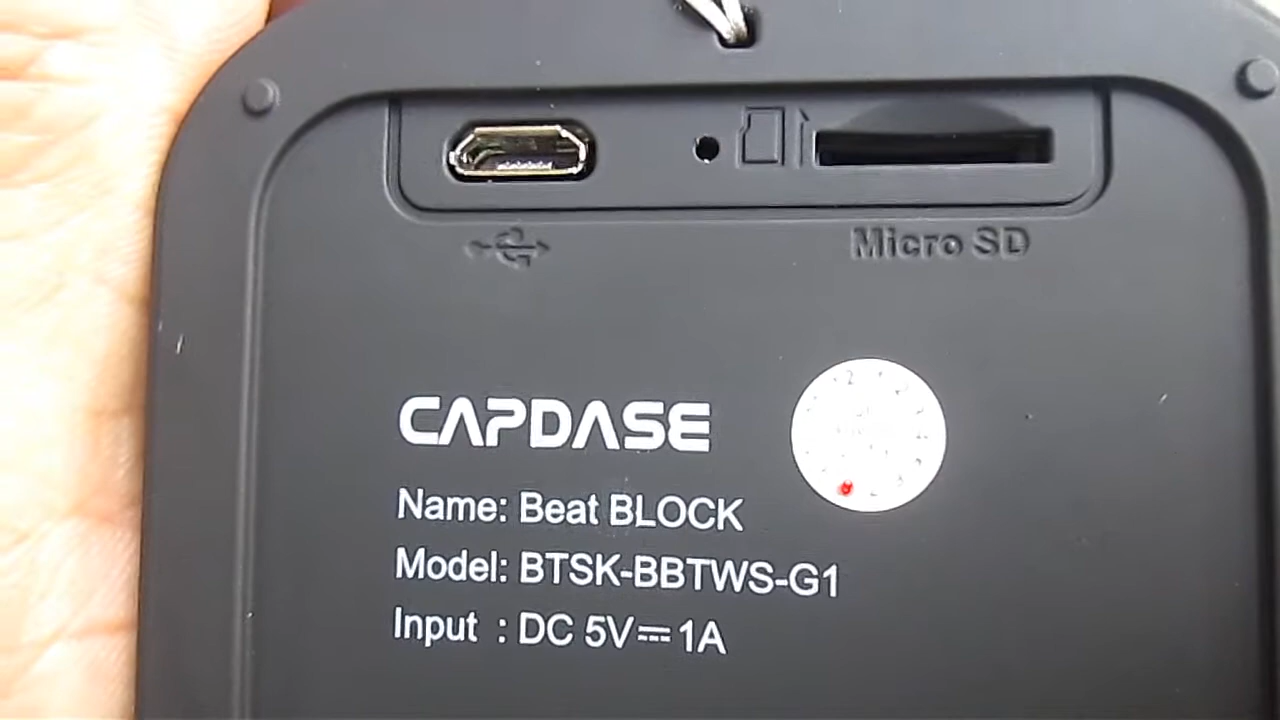 Micro SD
CAPDASE
Name: Beat BLOCK
Model: BTSK-BBTWS-G1
Input : DC 5V⎓1A